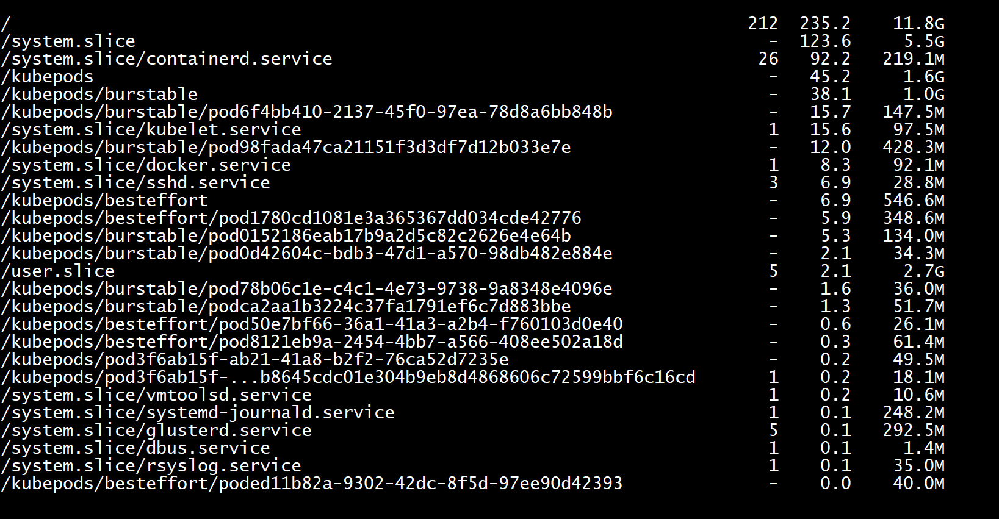 / 212 235.2 11.8G
/system.slice - 123.6 5.5G
/system.slice/containerd.service 26 92.2 219.1M
/kubepods - 45.2 1.6G
/kubepods/burstable - 38.1 1.0G
/kubepods/burstable/pod6f4bb410-2137-45f0-97ea-78d8a6bb848b - 15.7 147.5M
/system.slice/kubelet.service 1 15.6 97.5M
/kubepods/burstable/pod98fada47ca21151f3d3df7d12b033e7e - 12.0 428.3M
/system.slice/docker.service 1 8.3 92.1M
/system.slice/sshd.service 3 6.9 28.8M
/kubepods/besteffort - 6.9 546.6M
/kubepods/besteffort/pod1780cd1081e3a365367dd034cde42776 - 5.9 348.6M
/kubepods/burstable/pod0152186eab17b9a2d5c82c2626e4e64b - 5.3 134.0M
/kubepods/burstable/pod0d42604c-bdb3-47d1-a570-98db482e884e - 2.1 34.3M
/user.slice 5 2.1 2.7G
/kubepods/burstable/pod78b06c1e-c4c1-4e73-9738-9a8348e4096e - 1.6 36.0M
/kubepods/burstable/podca2aa1b3224c37fa1791ef6c7d883bbe - 1.3 51.7M
/kubepods/besteffort/pod50e7bf66-36a1-41a3-a2b4-f760103d0e40 - 0.6 26.1M
/kubepods/besteffort/pod8121eb9a-2454-4bb7-a566-408ee502a18d - 0.3 61.4M
/kubepods/pod3f6ab15f-ab21-41a8-b2f2-76ca52d7235e - 0.2 49.5M
/kubepods/pod3f6ab15f-...b8645cdc01e304b9eb8d4868606c72599bbf6c16cd 1 0.2 18.1M
/system.slice/vmtoolsd.service 1 0.2 10.6M
/system.slice/systemd-journald.service 1 0.1 248.2M
/system.slice/glusterd.service 5 0.1 292.5M
/system.slice/dbus.service 1 0.1 1.4M
/system.slice/rsyslog.service 1 0.1 35.0M
/kubepods/besteffort/poded11b82a-9302-42dc-8f5d-97ee90d42393 - 0.0 40.0M